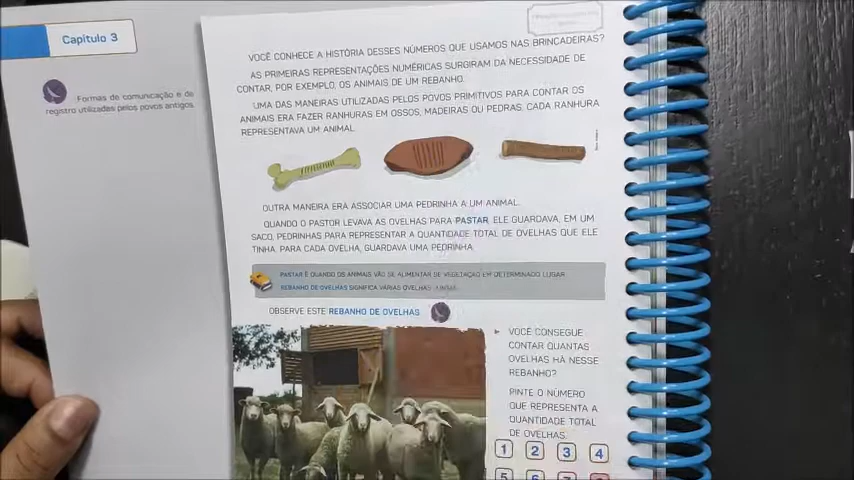 Capítulo 3
Formas de comunicação e de
registro utilizadas pelos povos antigos.
VOCÊ CONHECE A HISTÓRIA DESSES NÚMEROS QUE USAMOS NAS BRINCADEIRAS?
AS PRIMEIRAS REPRESENTAÇÕES NUMÉRICAS SURGIRAM DA NECESSIDADE DE
CONTAR, POR EXEMPLO, OS ANIMAIS DE UM REBANHO.
UMA DAS MANEIRAS UTILIZADAS PELOS POVOS PRIMITIVOS PARA CONTAR OS
ANIMAIS ERA FAZER RANHURAS EM OSSOS, MADEIRAS OU PEDRAS. CADA RANHURA
REPRESENTAVA UM ANIMAL.
OUTRA MANEIRA ERA ASSOCIAR UMA PEDRINHA A UM ANIMAL.
QUANDO O PASTOR LEVAVA AS OVELHAS PARA PASTAR, ELE GUARDAVA, EM UM
SACO, PEDRINHAS PARA REPRESENTAR A QUANTIDADE TOTAL DE OVELHAS QUE ELE
TINHA. PARA CADA OVELHA, GUARDAVA UMA PEDRINHA.
PASTAR É QUANDO OS ANIMAIS VÃO SE ALIMENTAR DE VEGETAÇÃO EM DETERMINADO LUGAR.
REBANHO DE OVELHAS SIGNIFICA VÁRIAS OVELHAS JUNTAS.
OBSERVE ESTE REBANHO DE OVELHAS
VOCÊ CONSEGUE
CONTAR QUANTAS
OVELHAS HÁ NESSE
REBANHO?
PINTE O NÚMERO
QUE REPRESENTA A
QUANTIDADE TOTAL
DE OVELHAS.
1 2 3 4
5 6 7